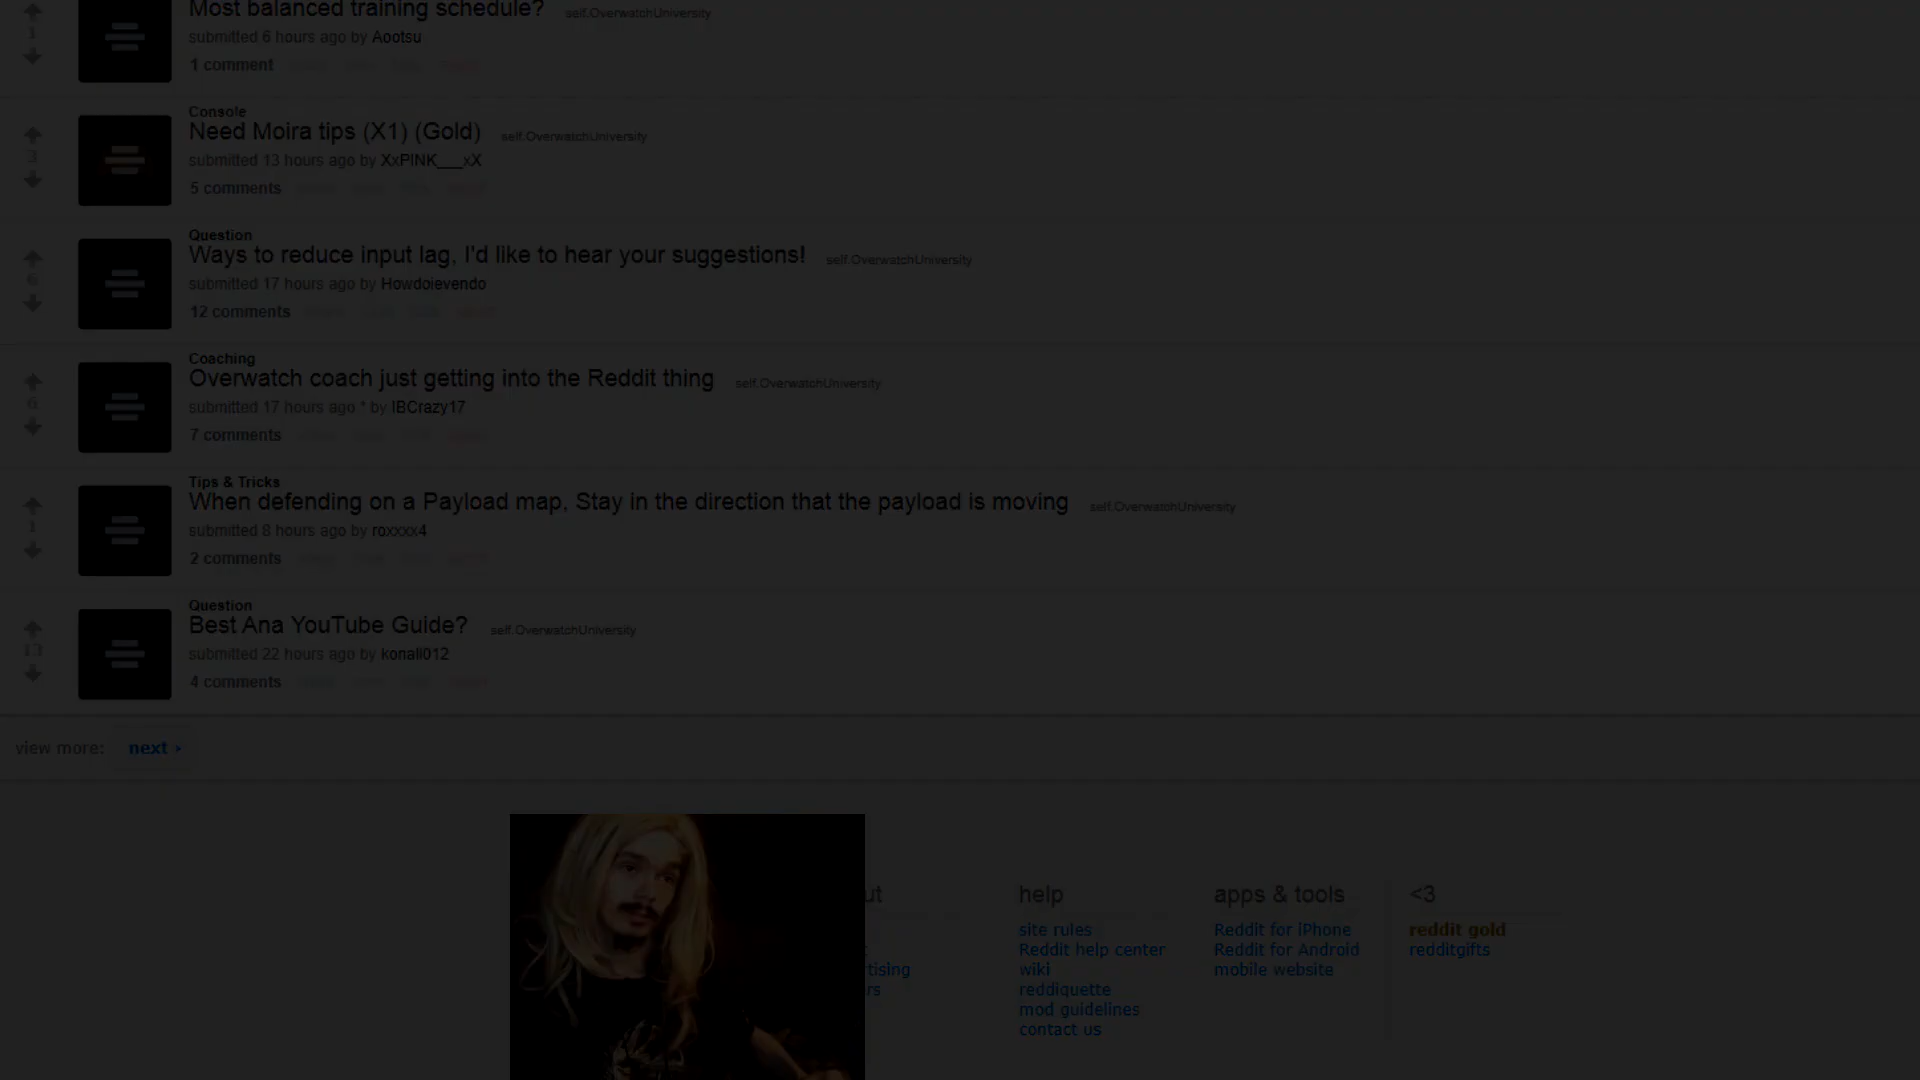 Most balanced training schedule? self.OverwatchUniversity
submitted 6 hours ago by Aootsu
1 comment
Console
Need Moira tips (X1) (Gold) self.OverwatchUniversity
submitted 13 hours ago by XxPINK___xX
5 comments
Question
6
Ways to reduce input lag, I'd like to hear your suggestions! self.OverwatchUniversity
submitted 17 hours ago by Howdoievendo
12 comments
Coaching
6
Overwatch coach just getting into the Reddit thing self.OverwatchUniversity
submitted 17 hours ago * by IBCrazy17
7 comments
Tips & Tricks
When defending on a Payload map, Stay in the direction that the payload is moving self.OverwatchUniversity
submitted 8 hours ago by roxxxx4
2 comments
Question
13
Best Ana YouTube Guide? self.OverwatchUniversity
submitted 22 hours ago by konali012
4 comments
view more: next ›
ut
tising
rs
help
site rules
Reddit help center
wiki
reddiquette
mod guidelines
contact us
apps & tools
Reddit for iPhone
Reddit for Android
mobile website
<3
reddit gold
redditgifts